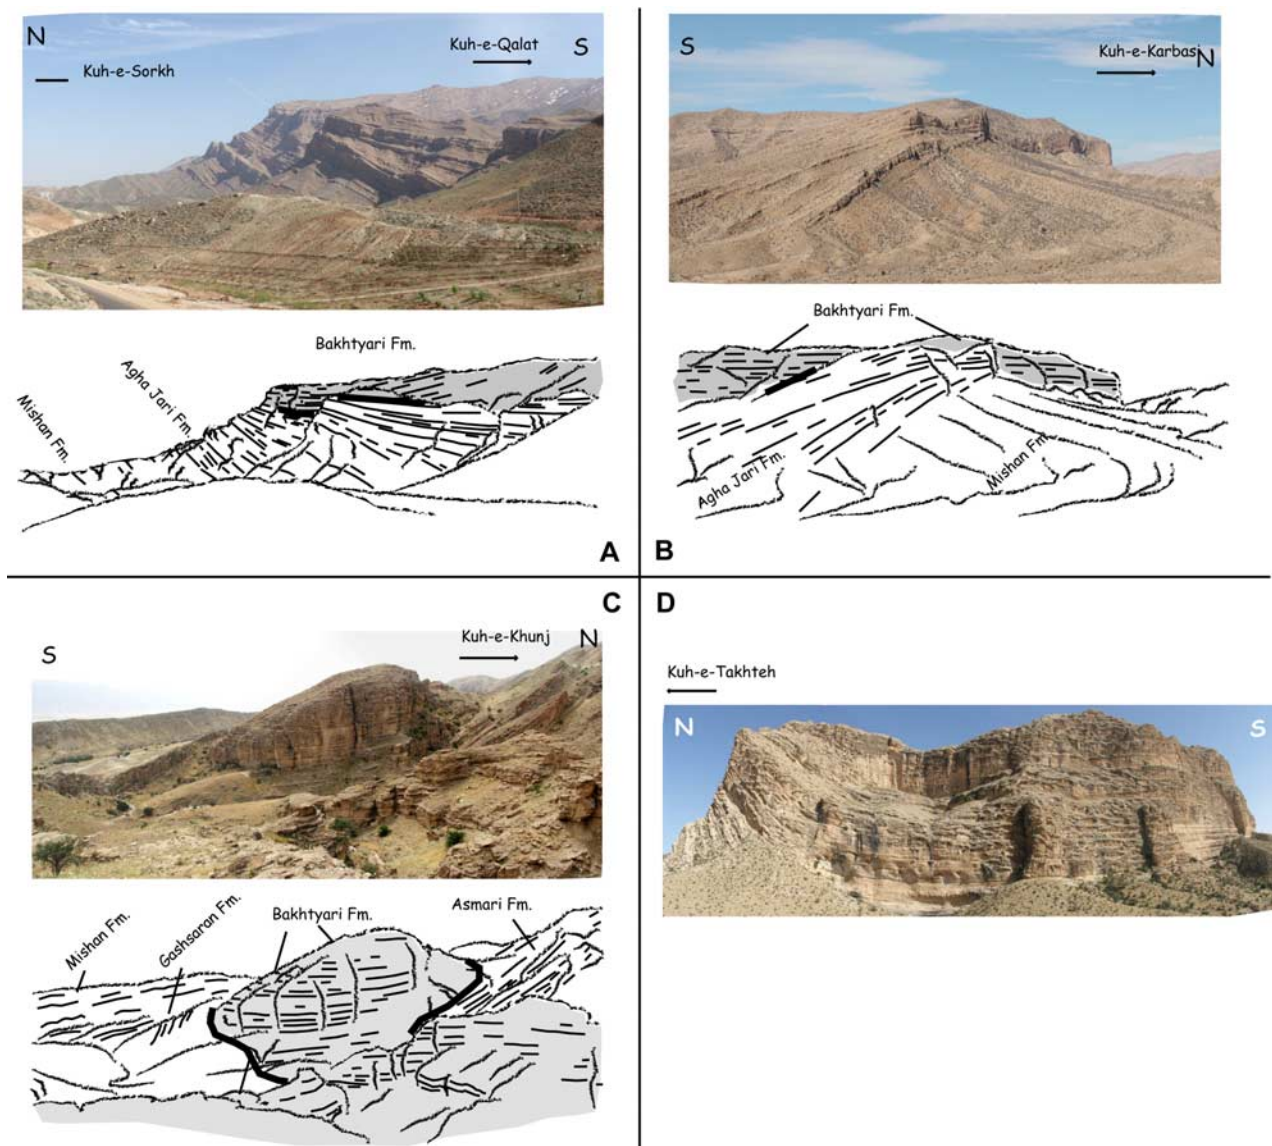 N
Kuh-e-Sorkh
Kuh-e-Qalat
S
Bakhtyari Fm.
Agha Jari Fm.
Mishan Fm.
A
S
Kuh-e-Karbasi
N
Bakhtyari Fm.
Agha Jari Fm.
Mishan Fm.
B
C
S
Kuh-e-Khunj
N
Mishan Fm.
Gashsaran Fm.
Bakhtyari Fm.
Asmari Fm.
D
Kuh-e-Takhteh
N
S